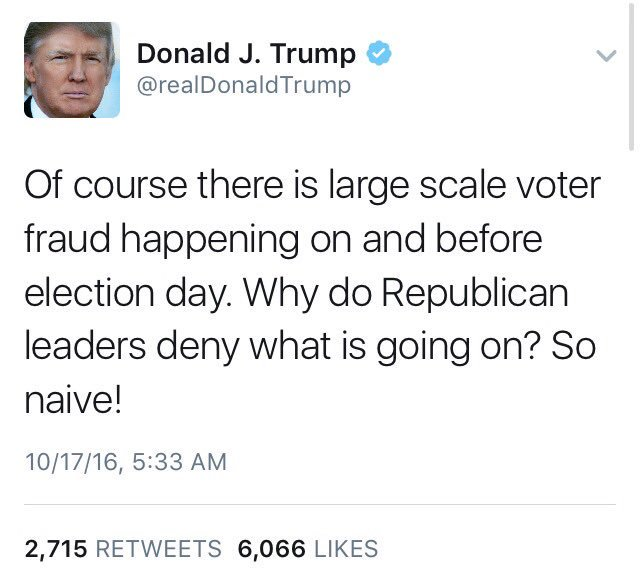 Donald J. Trump
@realDonaldTrump
Of course there is large scale voter
fraud happening on and before
election day. Why do Republican
leaders deny what is going on? So
naive!
10/17/16, 5:33 AM
2,715 RETWEETS 6,066 LIKES